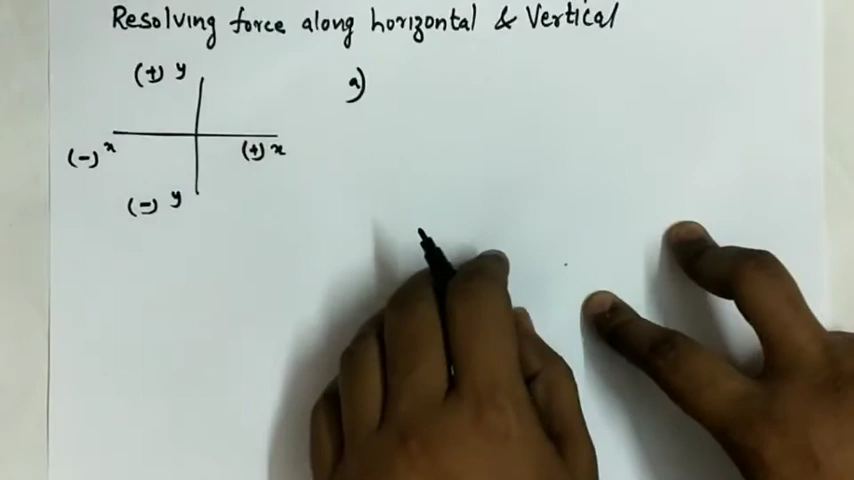 Resolving force along horizontal & Vertical
(+) y
a)
(-) x
(+) x
(-) y